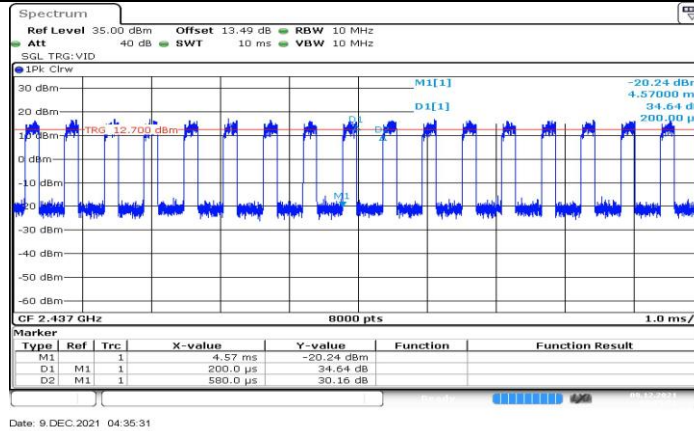 Spectrum
Ref Level 35.00 dBm Offset 13.49 dB RBW 10 MHz
Att 40 dB SWT 10 ms VBW 10 MHz
SGL TRG:VID
1Pk Clrw
M1[1] -20.24 dBm
4.57000 m
D1[1] 34.64 d
200.00 µ
30 dBm
20 dBm
D1
TRG 12.700 dBm
10 dBm
0 dBm
-10 dBm
M1
-20 dBm
-30 dBm
-40 dBm
-50 dBm
-60 dBm
CF 2.437 GHz 8000 pts 1.0 ms/
Marker
Type Ref Trc X-value Y-value Function Function Result
M1 1 4.57 ms -20.24 dBm
D1 M1 1 200.0 µs 34.64 dB
D2 M1 1 580.0 µs 30.16 dB
Ready 09.12.2021
Date: 9.DEC.2021 04:35:31